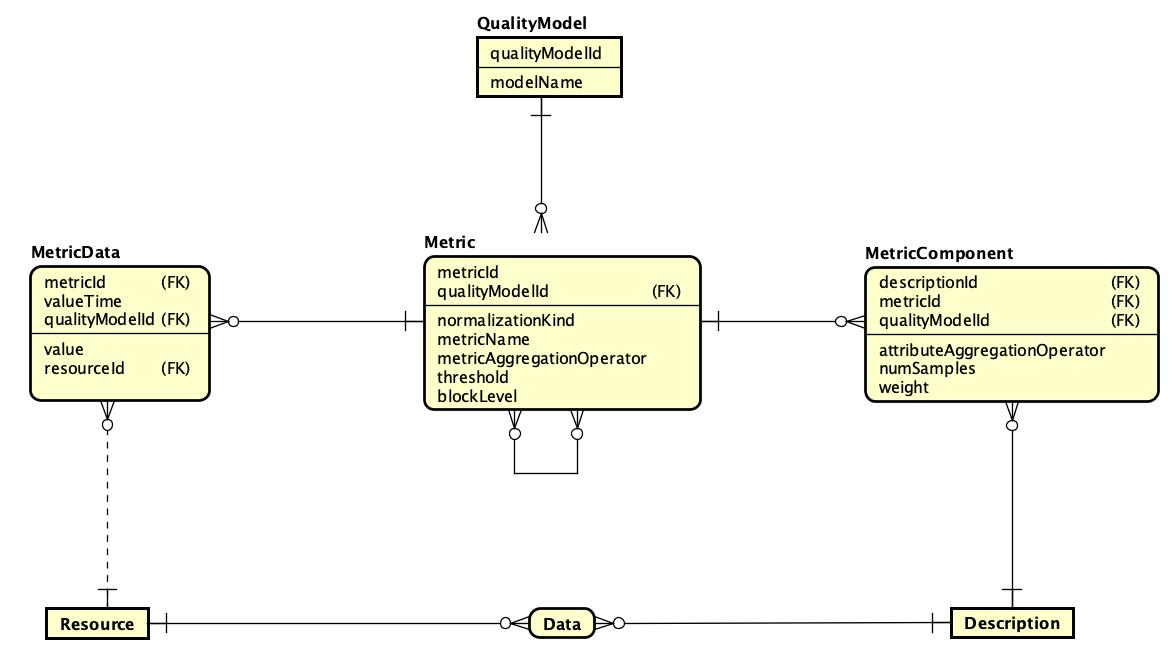 QualityModel
qualityModelId
modelName
MetricData
metricId (FK)
valueTime
qualityModelId (FK)
value
resourceId (FK)
Metric
metricId
qualityModelId (FK)
normalizationKind
metricName
metricAggregationOperator
threshold
blockLevel
MetricComponent
descriptionId (FK)
metricId (FK)
qualityModelId (FK)
attributeAggregationOperator
numSamples
weight
Resource
Data
Description